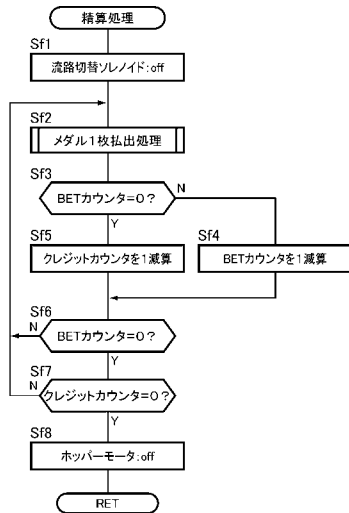 精算処理
Sf1
流路切替ソレノイド:off
Sf2
メダル1枚払出処理
Sf3
BETカウンタ=0?
N
Y
Sf5
クレジットカウンタを1減算
Sf4
BETカウンタを1減算
Sf6
N
BETカウンタ=0?
Y
Sf7
N
クレジットカウンタ=0?
Y
Sf8
ホッパーモータ:off
RET